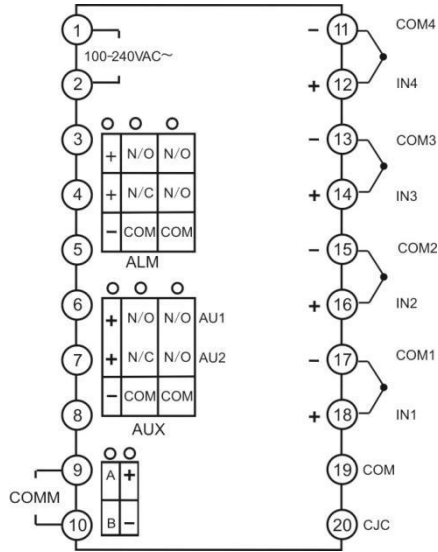 1
100-240VAC~
2
3
+ N/O N/O
4
+ N/C N/O
5
− COM COM
ALM
6
+ N/O N/O AU1
7
+ N/C N/O AU2
8
− COM COM
AUX
9
A +
COMM
10
B −
− 11 COM4
+ 12 IN4
− 13 COM3
+ 14 IN3
− 15 COM2
+ 16 IN2
− 17 COM1
+ 18 IN1
19 COM
20 CJC